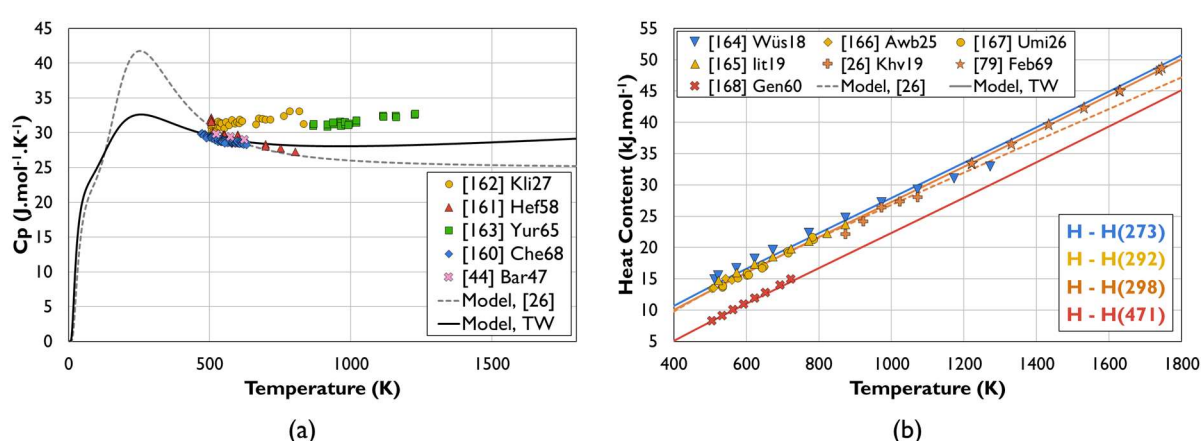 45
40
35
30
25
20
15
10
5
0
Cp (J.mol⁻¹.K⁻¹)
[162] Kli27
[161] Hef58
[163] Yur65
[160] Che68
[44] Bar47
Model, [26]
Model, TW
0 500 1000 1500
Temperature (K)
(a)
55
50
45
40
35
30
25
20
15
10
5
Heat Content (kJ.mol⁻¹)
[164] Wüs18 [166] Awb25 [167] Umi26
[165] Iit19 [26] Khv19 [79] Feb69
[168] Gen60 Model, [26] Model, TW
H - H(273)
H - H(292)
H - H(298)
H - H(471)
400 600 800 1000 1200 1400 1600 1800
Temperature (K)
(b)